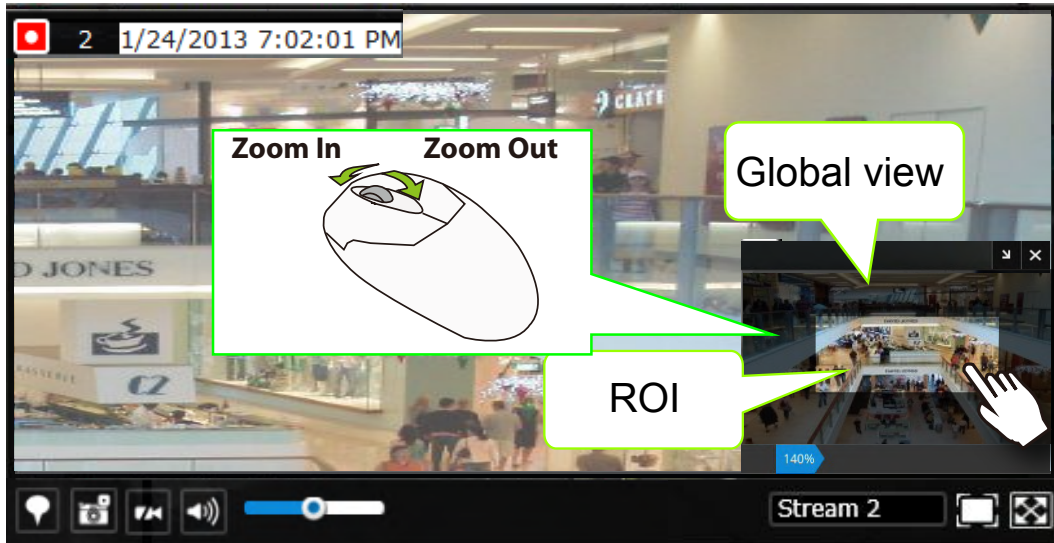 2 1/24/2013 7:02:01 PM
Zoom In Zoom Out
Global view
O JONES
C2
ROI
140%
Stream 2